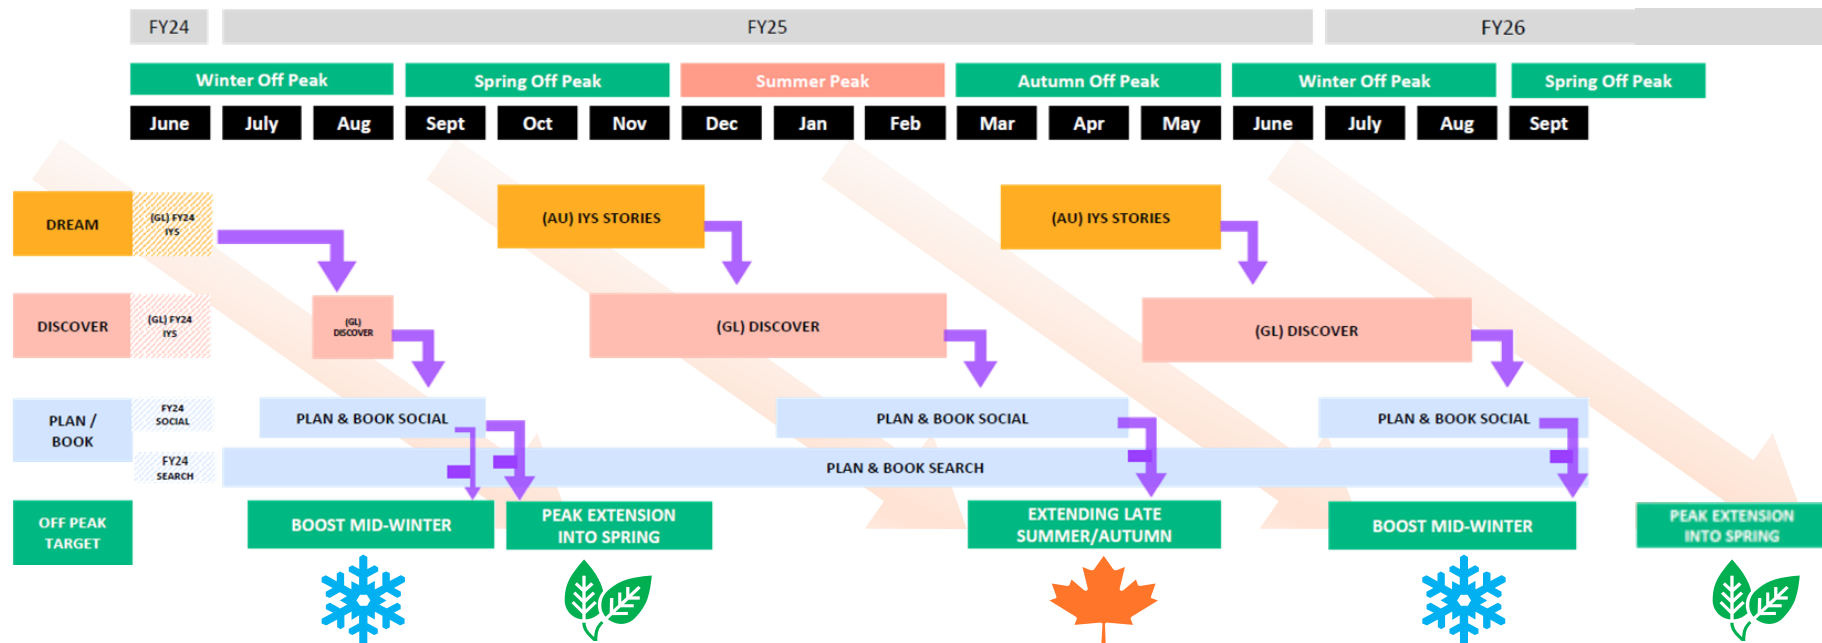 FY24
FY25
FY26
Winter Off Peak
Spring Off Peak
Summer Peak
Autumn Off Peak
Winter Off Peak
Spring Off Peak
June
July
Aug
Sept
Oct
Nov
Dec
Jan
Feb
Mar
Apr
May
June
July
Aug
Sept
DREAM
(GL) FY24
IYS
(AU) IYS STORIES
(AU) IYS STORIES
DISCOVER
(GL) FY24
IYS
(GL)
DISCOVER
(GL) DISCOVER
(GL) DISCOVER
PLAN /
BOOK
FY24
SOCIAL
PLAN & BOOK SOCIAL
PLAN & BOOK SOCIAL
PLAN & BOOK SOCIAL
FY24
SEARCH
PLAN & BOOK SEARCH
OFF PEAK
TARGET
BOOST MID-WINTER
PEAK EXTENSION
INTO SPRING
EXTENDING LATE
SUMMER/AUTUMN
BOOST MID-WINTER
PEAK EXTENSION
INTO SPRING